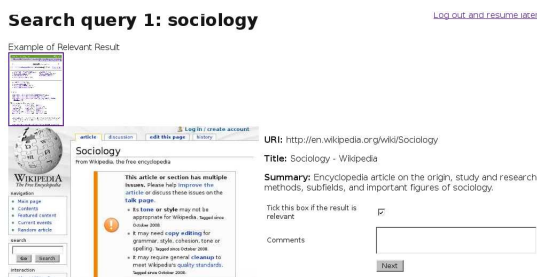 Search query 1: sociology
Log out and resume later
Example of Relevant Result
Log in / create account
article discussion edit this page history
Sociology
From Wikipedia, the free encyclopedia
This article or section has multiple
issues. Please help improve the
article or discuss these issues on the
talk page.
Its tone or style may not be
appropriate for Wikipedia. Tagged since
October 2008.
It may need copy editing for
grammar, style, cohesion, tone or
spelling. Tagged since October 2008.
It may require general cleanup to
meet Wikipedia's quality standards.
Tagged since October 2008.
WIKIPEDIA
The Free Encyclopedia
navigation
Main page
Contents
Featured content
Current events
Random article
search
Go Search
interaction
URI: http://en.wikipedia.org/wiki/Sociology
Title: Sociology - Wikipedia
Summary: Encyclopedia article on the origin, study and research
methods, subfields, and important figures of sociology.
Tick this box if the result is
relevant
Comments
Next